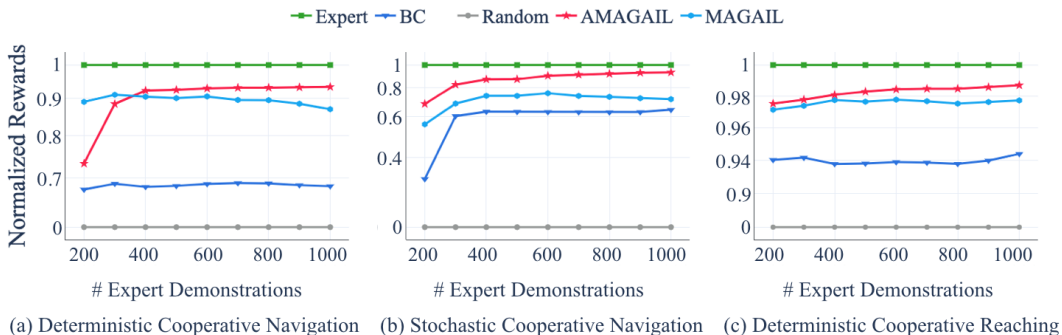 Expert BC Random AMAGAIL MAGAIL
Normalized Rewards
1
0.9
0.8
0.7
0
200 400 600 800 1000
# Expert Demonstrations
(a) Deterministic Cooperative Navigation
1
0.8
0.6
0.4
0
200 400 600 800 1000
# Expert Demonstrations
(b) Stochastic Cooperative Navigation
1
0.98
0.96
0.94
0.9
0
200 400 600 800 1000
# Expert Demonstrations
(c) Deterministic Cooperative Reaching